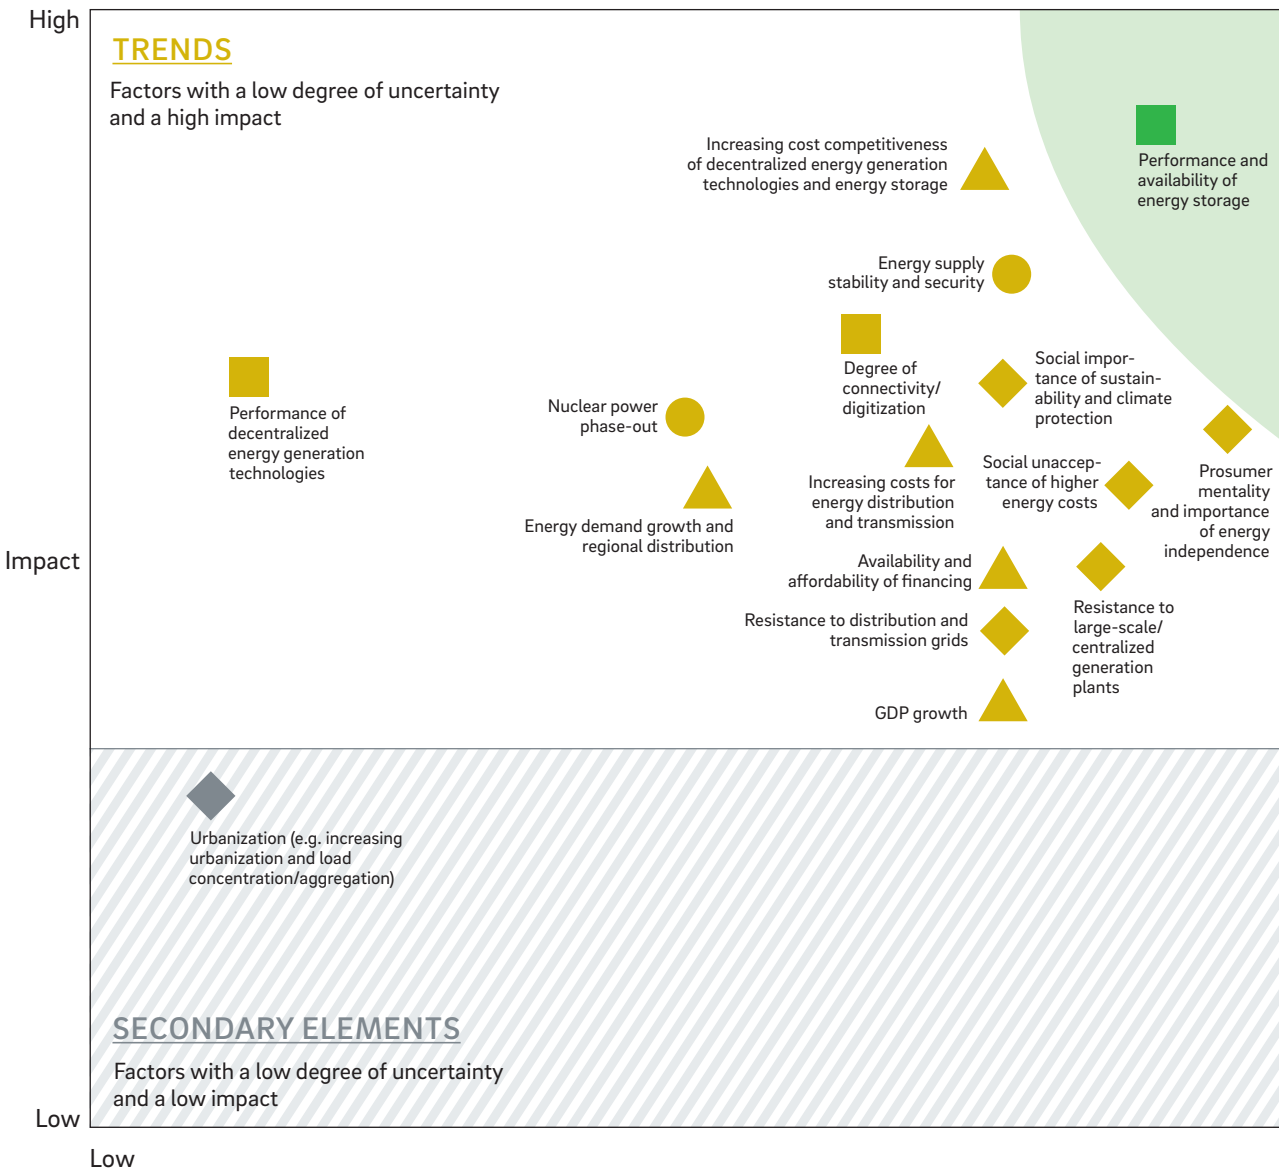 High
TRENDS
Factors with a low degree of uncertainty
and a high impact
Increasing cost competitiveness
of decentralized energy generation
technologies and energy storage
Performance and
availability of
energy storage
Energy supply
stability and security
Degree of
connectivity/
digitization
Social impor-
tance of sustain-
ability and climate
protection
Performance of
decentralized
energy generation
technologies
Nuclear power
phase-out
Increasing costs for
energy distribution
and transmission
Social unaccep-
tance of higher
energy costs
Prosumer
mentality
and importance
of energy
independence
Energy demand growth and
regional distribution
Impact
Availability and
affordability of financing
Resistance to distribution and
transmission grids
Resistance to
large-scale/
centralized
generation
plants
GDP growth
Urbanization (e.g. increasing
urbanization and load
concentration/aggregation)
SECONDARY ELEMENTS
Factors with a low degree of uncertainty
and a low impact
Low
Low